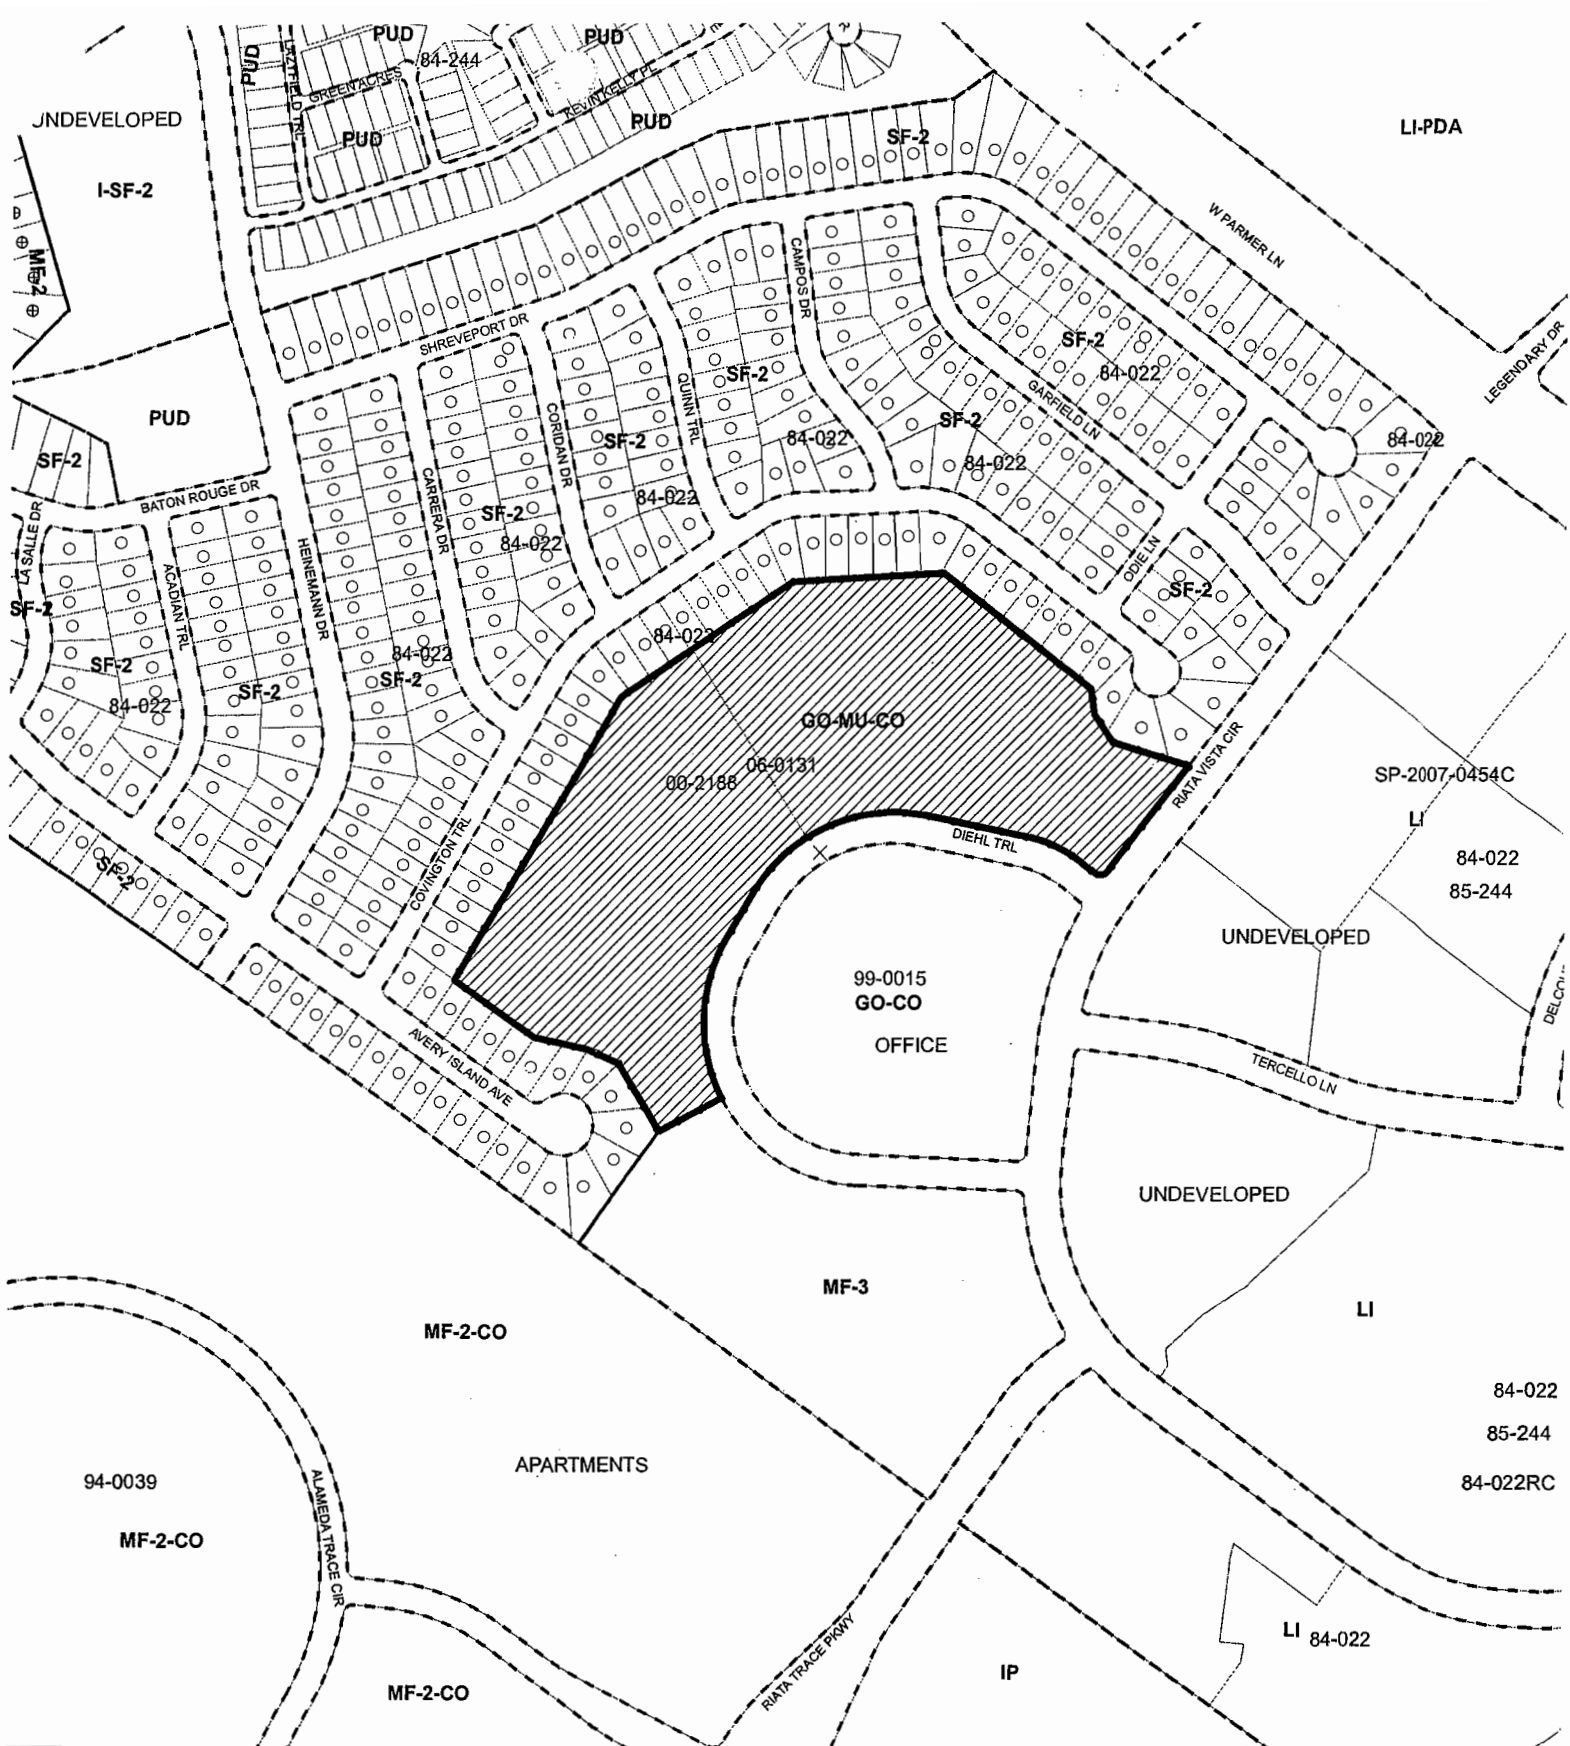 PUD
PUD
PUD
84-244
LAZYFIELD TRL
GREEN ACRES
KEVIN KELLY PL
UNDEVELOPED
PUD
PUD
SF-2
LI-PDA
I-SF-2
W PARMER LN
MF-2
CAMPOS DR
SHREVEPORT DR
SF-2
LEGENDARY DR
84-022
QUINN TRL
SF-2
GARFIELD LN
PUD
CORIDAN DR
SF-2
84-022
SF-2
84-022
84-022
SF-2
BATON ROUGE DR
CARRERA DR
84-022
SF-2
84-022
LA SALLE DR
ACADIAN TRL
HEINEMANN DR
ODIE LN
SF-2
SF-2
84-022
84-022
SF-2
SF-2
SF-2
84-022
GO-MU-CO
06-0131
00-2188
RIATA VISTA CIR
SP-2007-0454C
LI
84-022
85-244
DIEHL TRL
COVINGTON TRL
SF-2
UNDEVELOPED
99-0015
GO-CO
OFFICE
AVERY ISLAND AVE
TERCELLO LN
UNDEVELOPED
MF-3
LI
MF-2-CO
84-022
85-244
84-022RC
APARTMENTS
94-0039
MF-2-CO
ALAMEDA TRACE CIR
RIATA TRACE PKWY
LI 84-022
IP
MF-2-CO